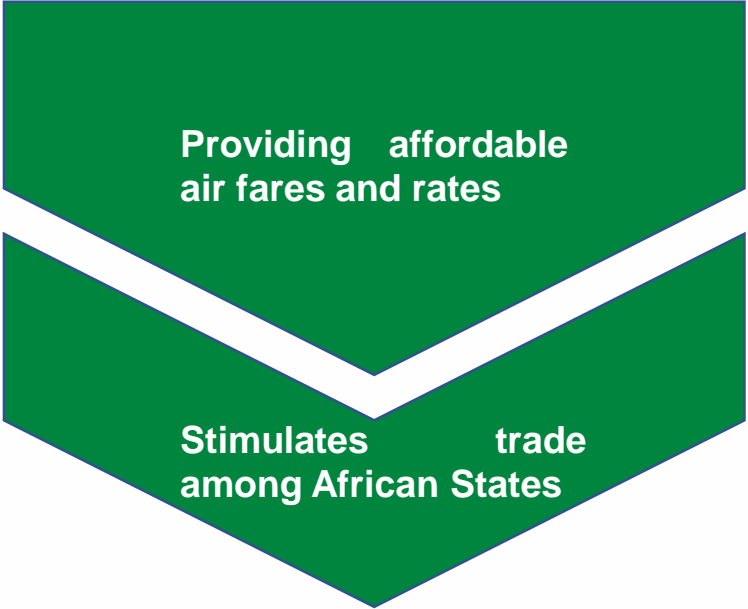 Providing affordable
air fares and rates
Stimulates trade
among African States